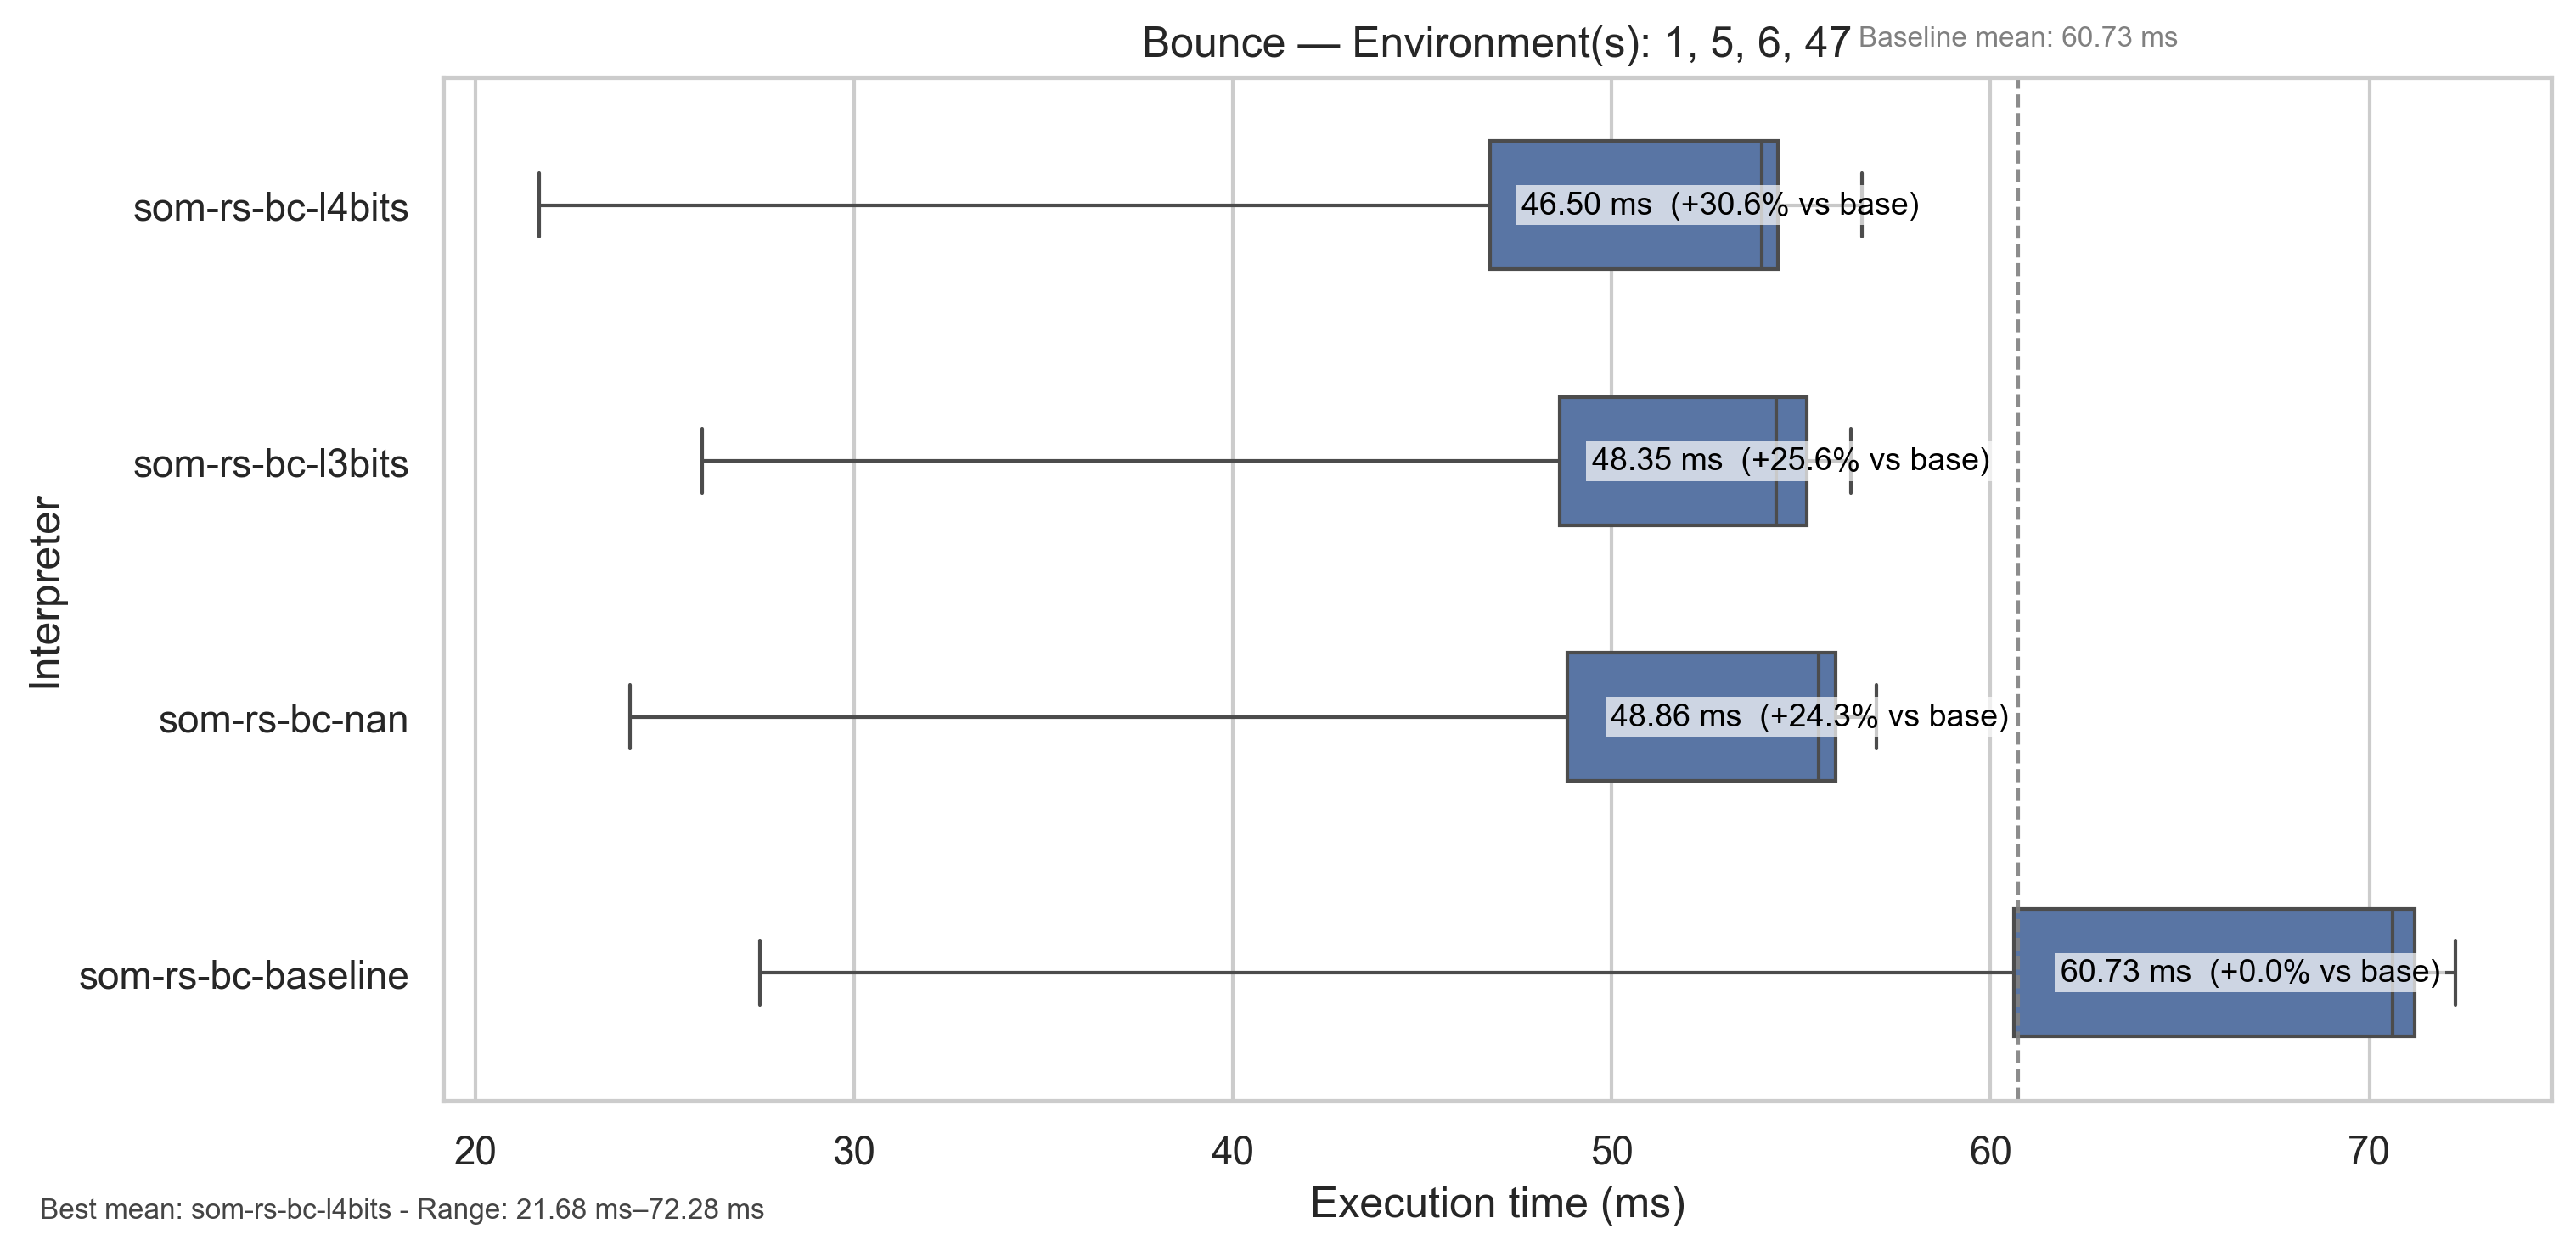 Bounce — Environment(s): 1, 5, 6, 47
Baseline mean: 60.73 ms
Interpreter
som-rs-bc-l4bits
46.50 ms (+30.6% vs base)
som-rs-bc-l3bits
48.35 ms (+25.6% vs base)
som-rs-bc-nan
48.86 ms (+24.3% vs base)
som-rs-bc-baseline
60.73 ms (+0.0% vs base)
20 30 40 50 60 70
Execution time (ms)
Best mean: som-rs-bc-l4bits - Range: 21.68 ms–72.28 ms